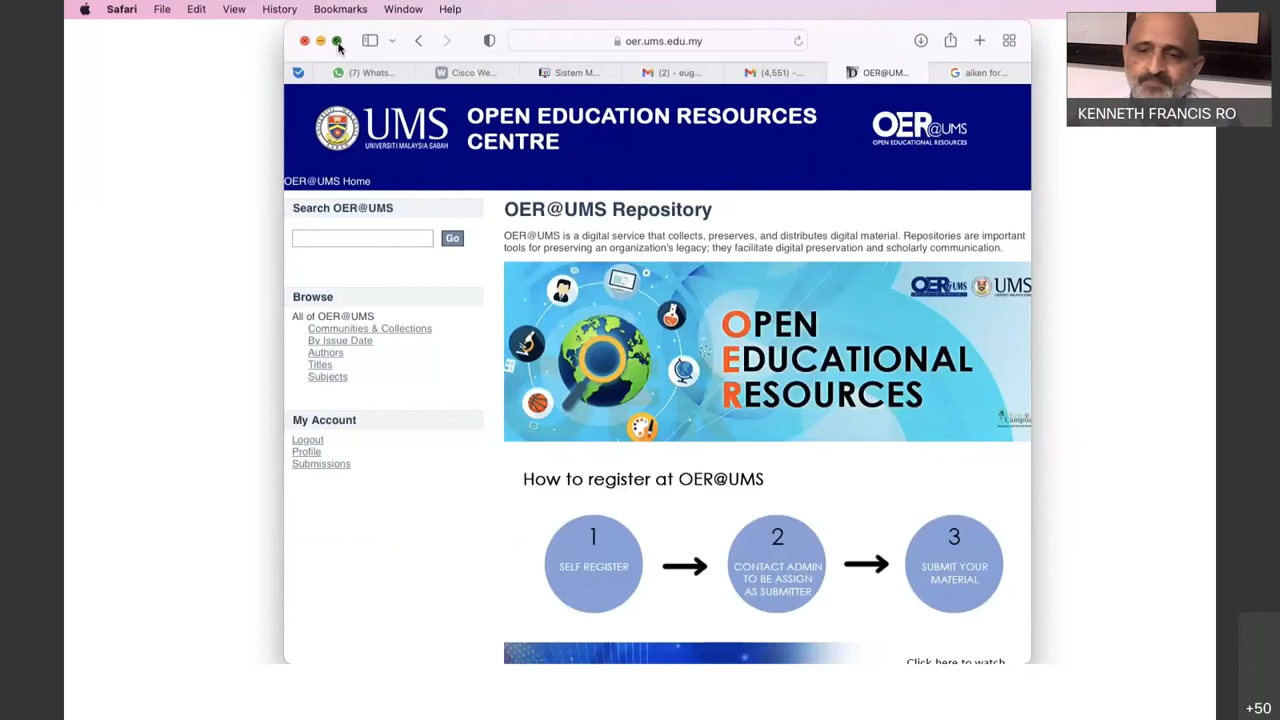 Safari File Edit View History Bookmarks Window Help
oer.ums.edu.my
(7) Whats... Cisco We... Sistem M... (2) - eug... (4,551) -... OER@UM... aiken for...
KENNETH FRANCIS RO
UMS
UNIVERSITI MALAYSIA SABAH
OPEN EDUCATION RESOURCES
CENTRE
OER@UMS
OPEN EDUCATIONAL RESOURCES
OER@UMS Home
Search OER@UMS
Go
Browse
All of OER@UMS
Communities & Collections
By Issue Date
Authors
Titles
Subjects
My Account
Logout
Profile
Submissions
OER@UMS Repository
OER@UMS is a digital service that collects, preserves, and distributes digital material. Repositories are important
tools for preserving an organization's legacy; they facilitate digital preservation and scholarly communication.
OER@UMS UMS
OPEN
EDUCATIONAL
RESOURCES
How to register at OER@UMS
1
SELF REGISTER
2
CONTACT ADMIN
TO BE ASSIGN
AS SUBMITTER
3
SUBMIT YOUR
MATERIAL
Click here to watch
+50